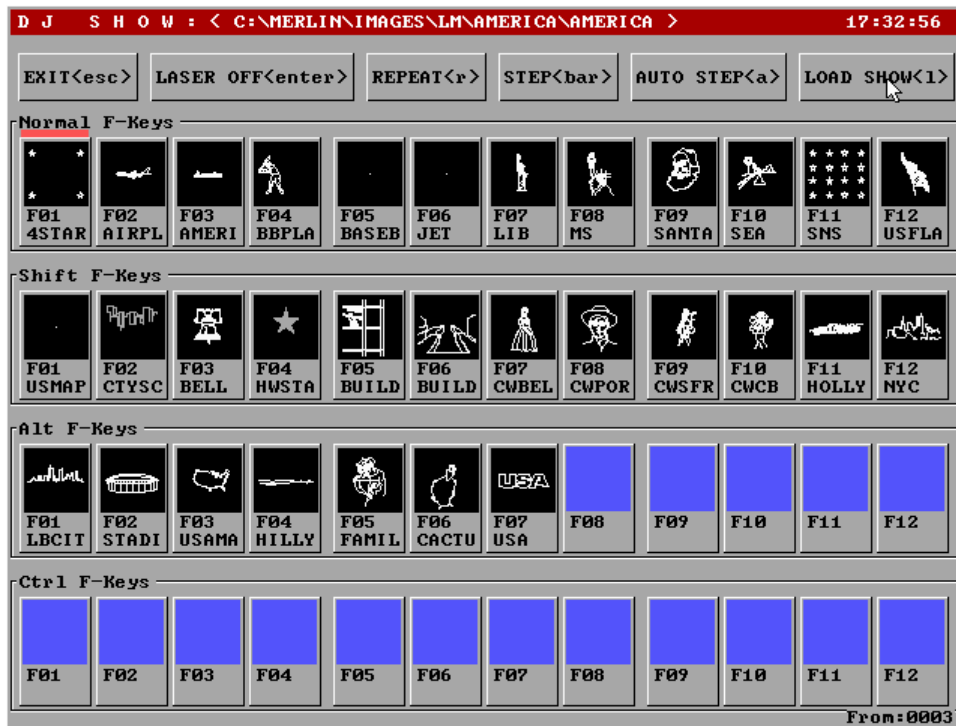 D J   S H O W : < C:\MERLIN\IMAGES\LM\AMERICA\AMERICA >   17:32:56
EXIT<esc> LASER OFF<enter> REPEAT<r> STEP<bar> AUTO STEP<a> LOAD SHOW<l>
Normal F-Keys
F01 F02 F03 F04 F05 F06 F07 F08 F09 F10 F11 F12
4STAR AIRPL AMERI BBPLA BASEB JET LIB MS SANTA SEA SNS USFLA
Shift F-Keys
F01 F02 F03 F04 F05 F06 F07 F08 F09 F10 F11 F12
USMAP CTYSC BELL HWSTA BUILD BUILD CWBEL CWPOR CWSFR CWCB HOLLY NYC
Alt F-Keys
USA
F01 F02 F03 F04 F05 F06 F07 F08 F09 F10 F11 F12
LBCIT STADI USAMA HILLY FAMIL CACTU USA
Ctrl F-Keys
F01 F02 F03 F04 F05 F06 F07 F08 F09 F10 F11 F12
From:0003